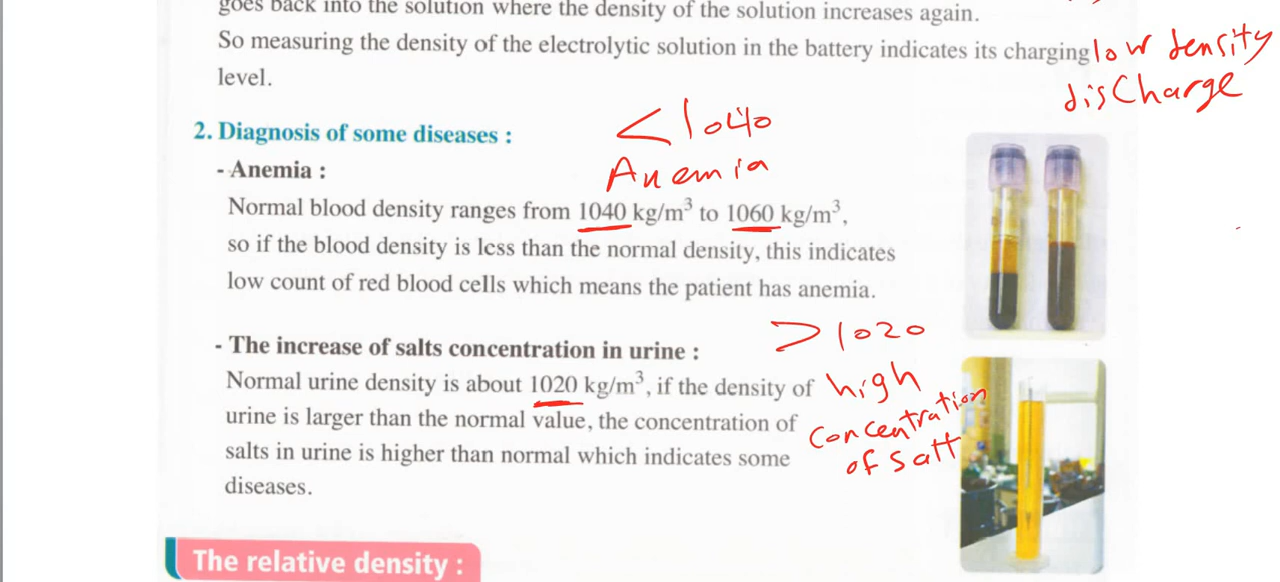 goes back into the solution where the density of the solution increases again.
So measuring the density of the electrolytic solution in the battery indicates its charging
level.
low density
discharge
2. Diagnosis of some diseases :
< 1040
Anemia
- Anemia :
Normal blood density ranges from 1040 kg/m³ to 1060 kg/m³,
so if the blood density is less than the normal density, this indicates
low count of red blood cells which means the patient has anemia.
> 1020
- The increase of salts concentration in urine :
Normal urine density is about 1020 kg/m³, if the density of
urine is larger than the normal value, the concentration of
salts in urine is higher than normal which indicates some
diseases.
high
concentration
of salt
The relative density :